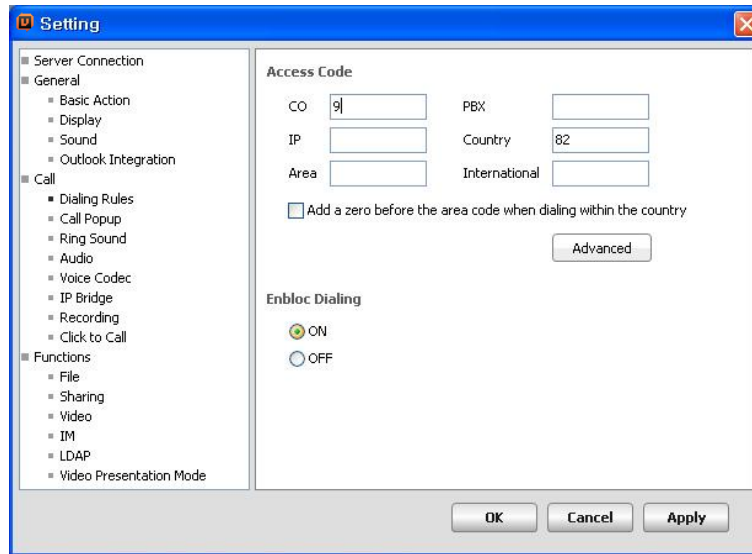 Setting
Server Connection
General
Basic Action
Display
Sound
Outlook Integration
Call
Dialing Rules
Call Popup
Ring Sound
Audio
Voice Codec
IP Bridge
Recording
Click to Call
Functions
File
Sharing
Video
IM
LDAP
Video Presentation Mode
Access Code
CO 9 PBX
IP Country 82
Area International
Add a zero before the area code when dialing within the country
Advanced
Enbloc Dialing
ON
OFF
OK Cancel Apply